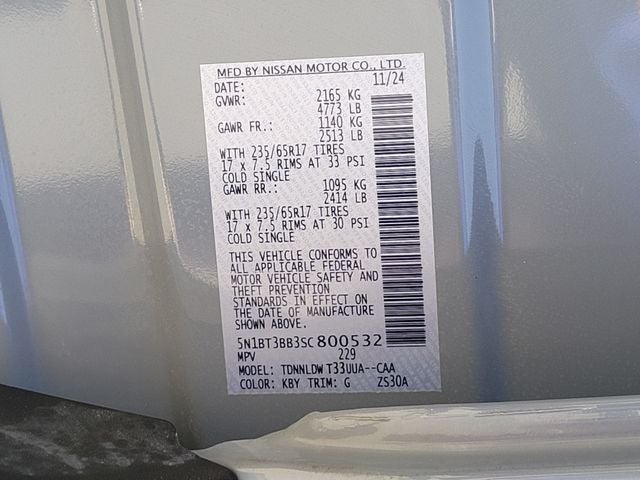 MFD BY NISSAN MOTOR CO., LTD.
DATE: 11/24
GVWR: 2165 KG
4773 LB
GAWR FR.: 1140 KG
2513 LB
WITH 235/65R17 TIRES
17 x 7.5 RIMS AT 33 PSI
COLD SINGLE
GAWR RR.: 1095 KG
2414 LB
WITH 235/65R17 TIRES
17 x 7.5 RIMS AT 30 PSI
COLD SINGLE
THIS VEHICLE CONFORMS TO
ALL APPLICABLE FEDERAL
MOTOR VEHICLE SAFETY AND
THEFT PREVENTION
STANDARDS IN EFFECT ON
THE DATE OF MANUFACTURE
SHOWN ABOVE.
5N1BT3BB3SC800532
MPV 229
MODEL: TDNNLDW T33UUA--CAA
COLOR: KBY TRIM: G ZS30A